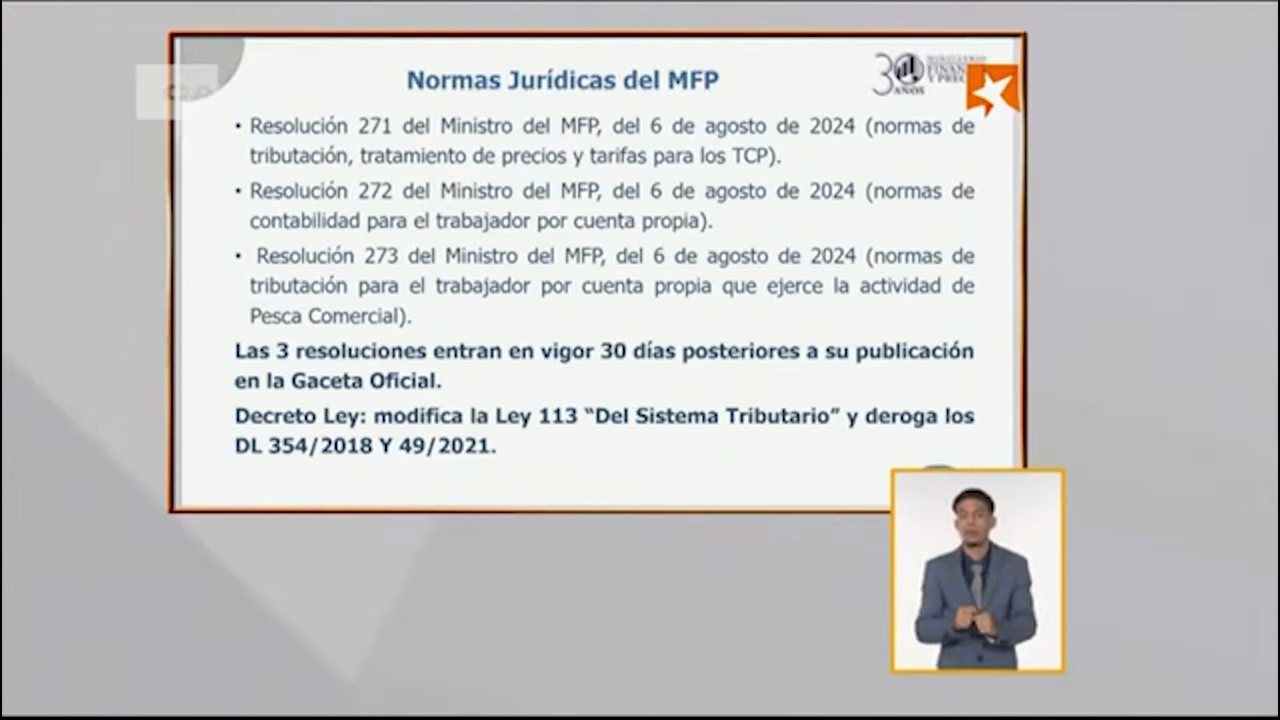 Normas Jurídicas del MFP
30
AÑOS
• Resolución 271 del Ministro del MFP, del 6 de agosto de 2024 (normas de
tributación, tratamiento de precios y tarifas para los TCP).
• Resolución 272 del Ministro del MFP, del 6 de agosto de 2024 (normas de
contabilidad para el trabajador por cuenta propia).
• Resolución 273 del Ministro del MFP, del 6 de agosto de 2024 (normas de
tributación para el trabajador por cuenta propia que ejerce la actividad de
Pesca Comercial).
Las 3 resoluciones entran en vigor 30 días posteriores a su publicación
en la Gaceta Oficial.
Decreto Ley: modifica la Ley 113 “Del Sistema Tributario” y deroga los
DL 354/2018 Y 49/2021.